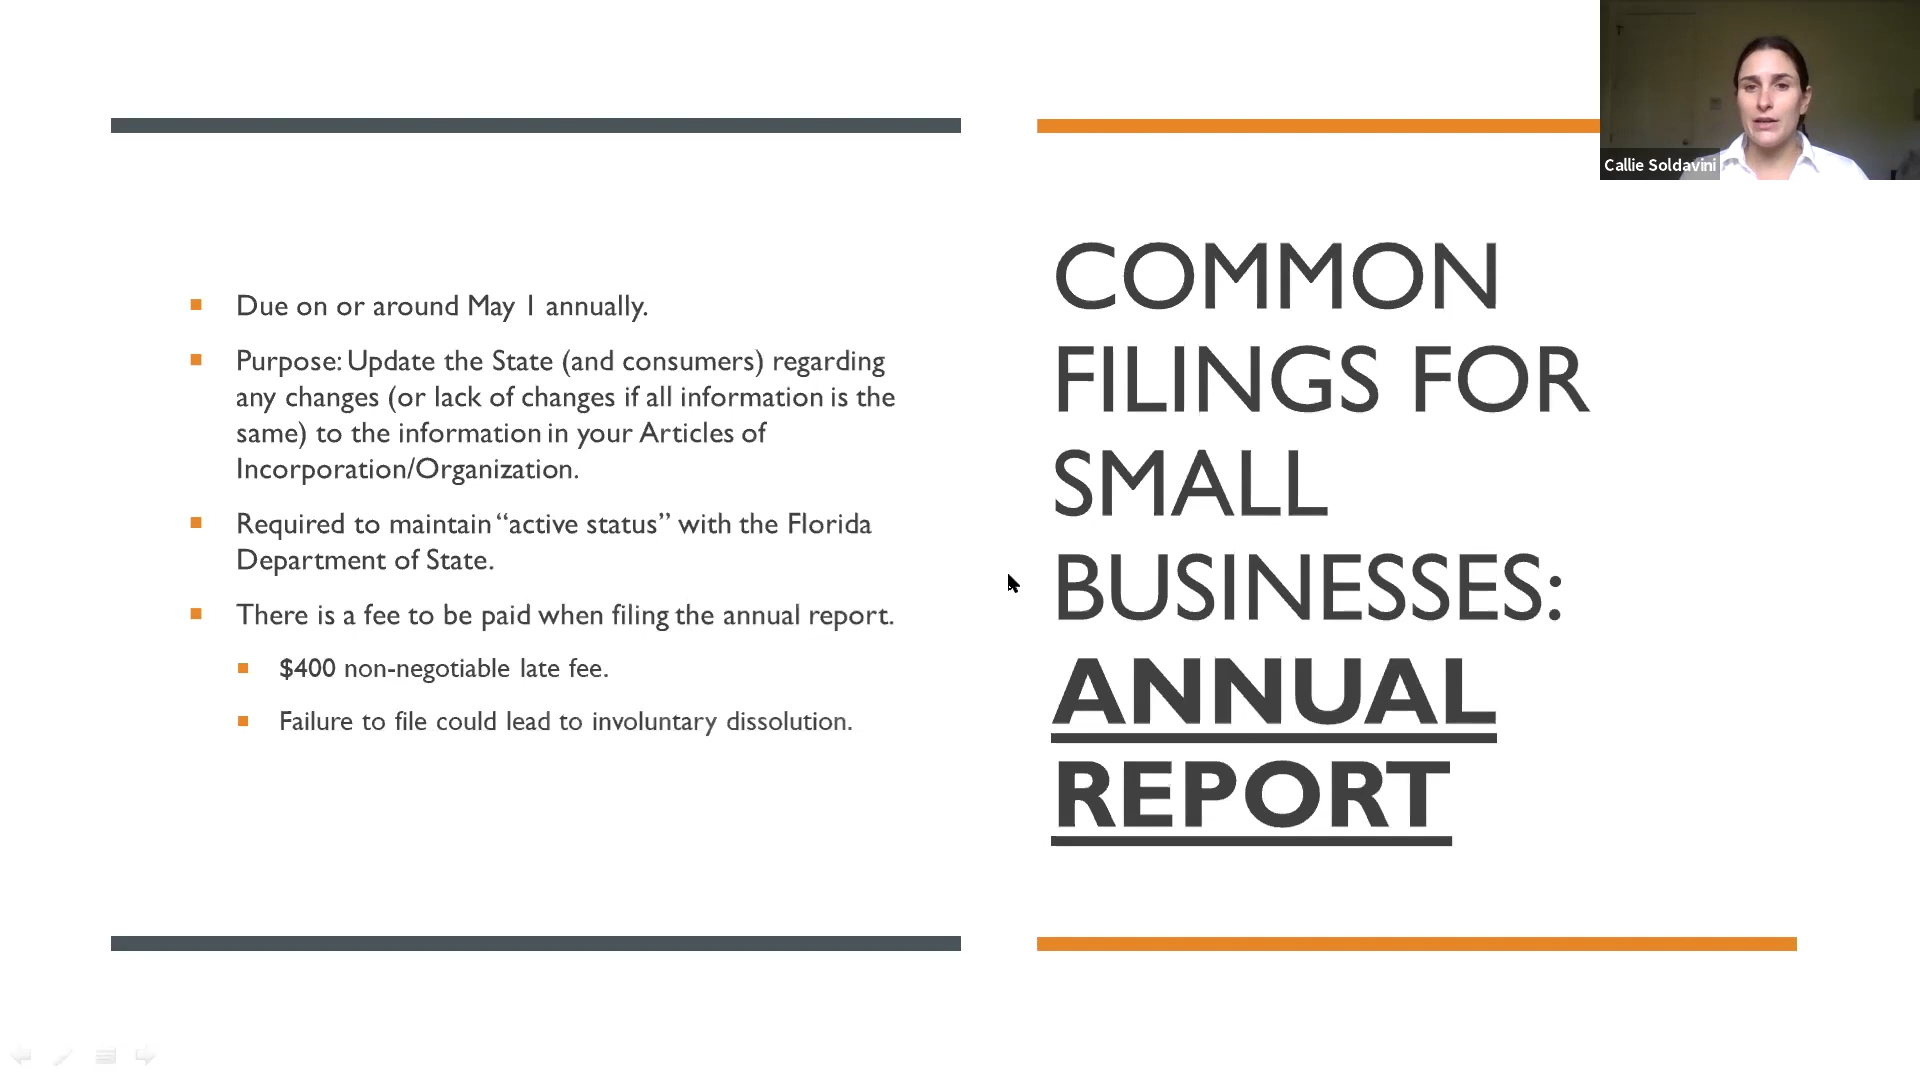 Due on or around May 1 annually.
Purpose: Update the State (and consumers) regarding
any changes (or lack of changes if all information is the
same) to the information in your Articles of
Incorporation/Organization.
Required to maintain “active status” with the Florida
Department of State.
There is a fee to be paid when filing the annual report.
$400 non-negotiable late fee.
Failure to file could lead to involuntary dissolution.
COMMON
FILINGS FOR
SMALL
BUSINESSES:
ANNUAL
REPORT
Callie Soldavini